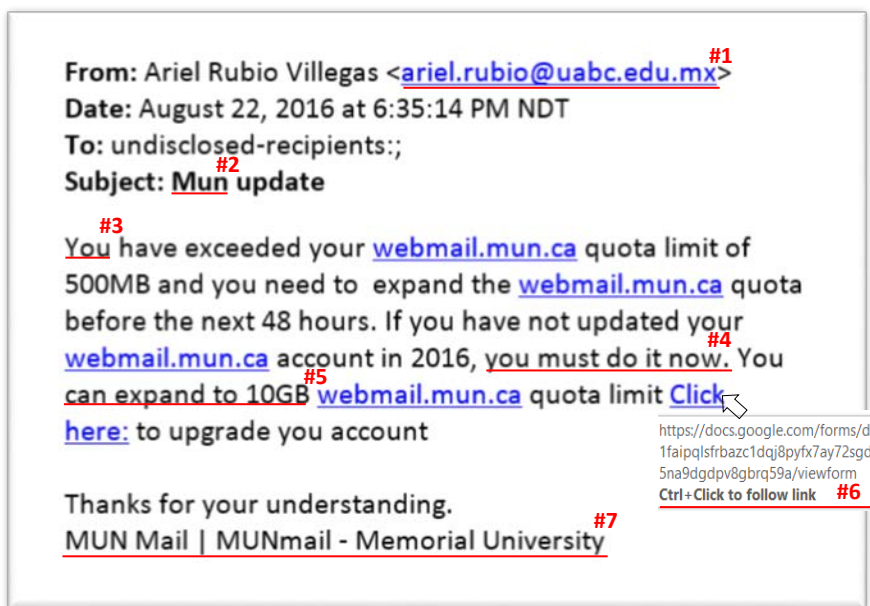 #1
From: Ariel Rubio Villegas <ariel.rubio@uabc.edu.mx>
Date: August 22, 2016 at 6:35:14 PM NDT
To: undisclosed-recipients:;
#2
Subject: Mun update
#3
You have exceeded your webmail.mun.ca quota limit of
500MB and you need to  expand the webmail.mun.ca quota
before the next 48 hours. If you have not updated your
#4
webmail.mun.ca account in 2016, you must do it now. You
#5
can expand to 10GB webmail.mun.ca quota limit Click
here: to upgrade you account
https://docs.google.com/forms/d
1faipqlsfrbazc1dqj8pyfx7ay72sgd
5na9dgdpv8gbrq59a/viewform
Ctrl+Click to follow link #6
Thanks for your understanding.
#7
MUN Mail | MUNmail - Memorial University